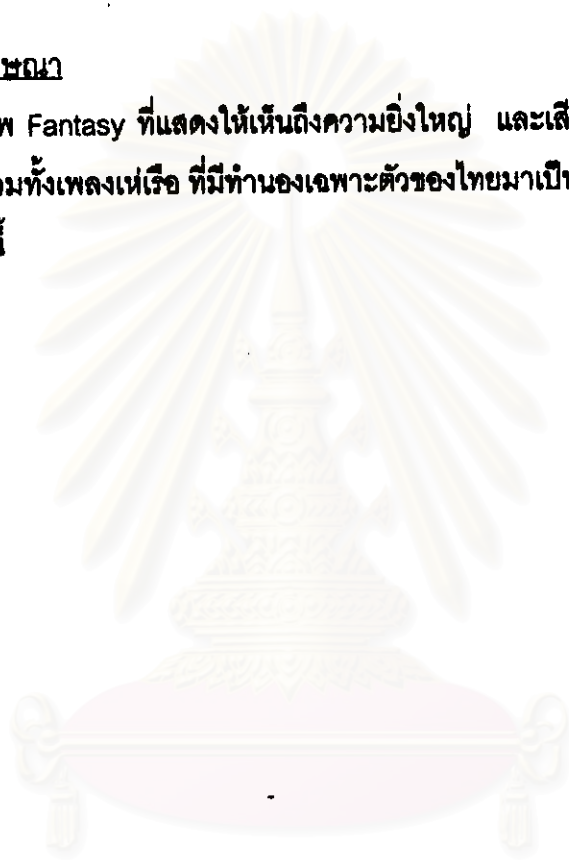 ษณา
พ Fantasy ที่แสดงให้เห็นถึงความยิ่งใหญ่ และเสี
วมทั้งเพลงเห่เรือ ที่มีทำนองเฉพาะตัวของไทยมาเป็
นี้